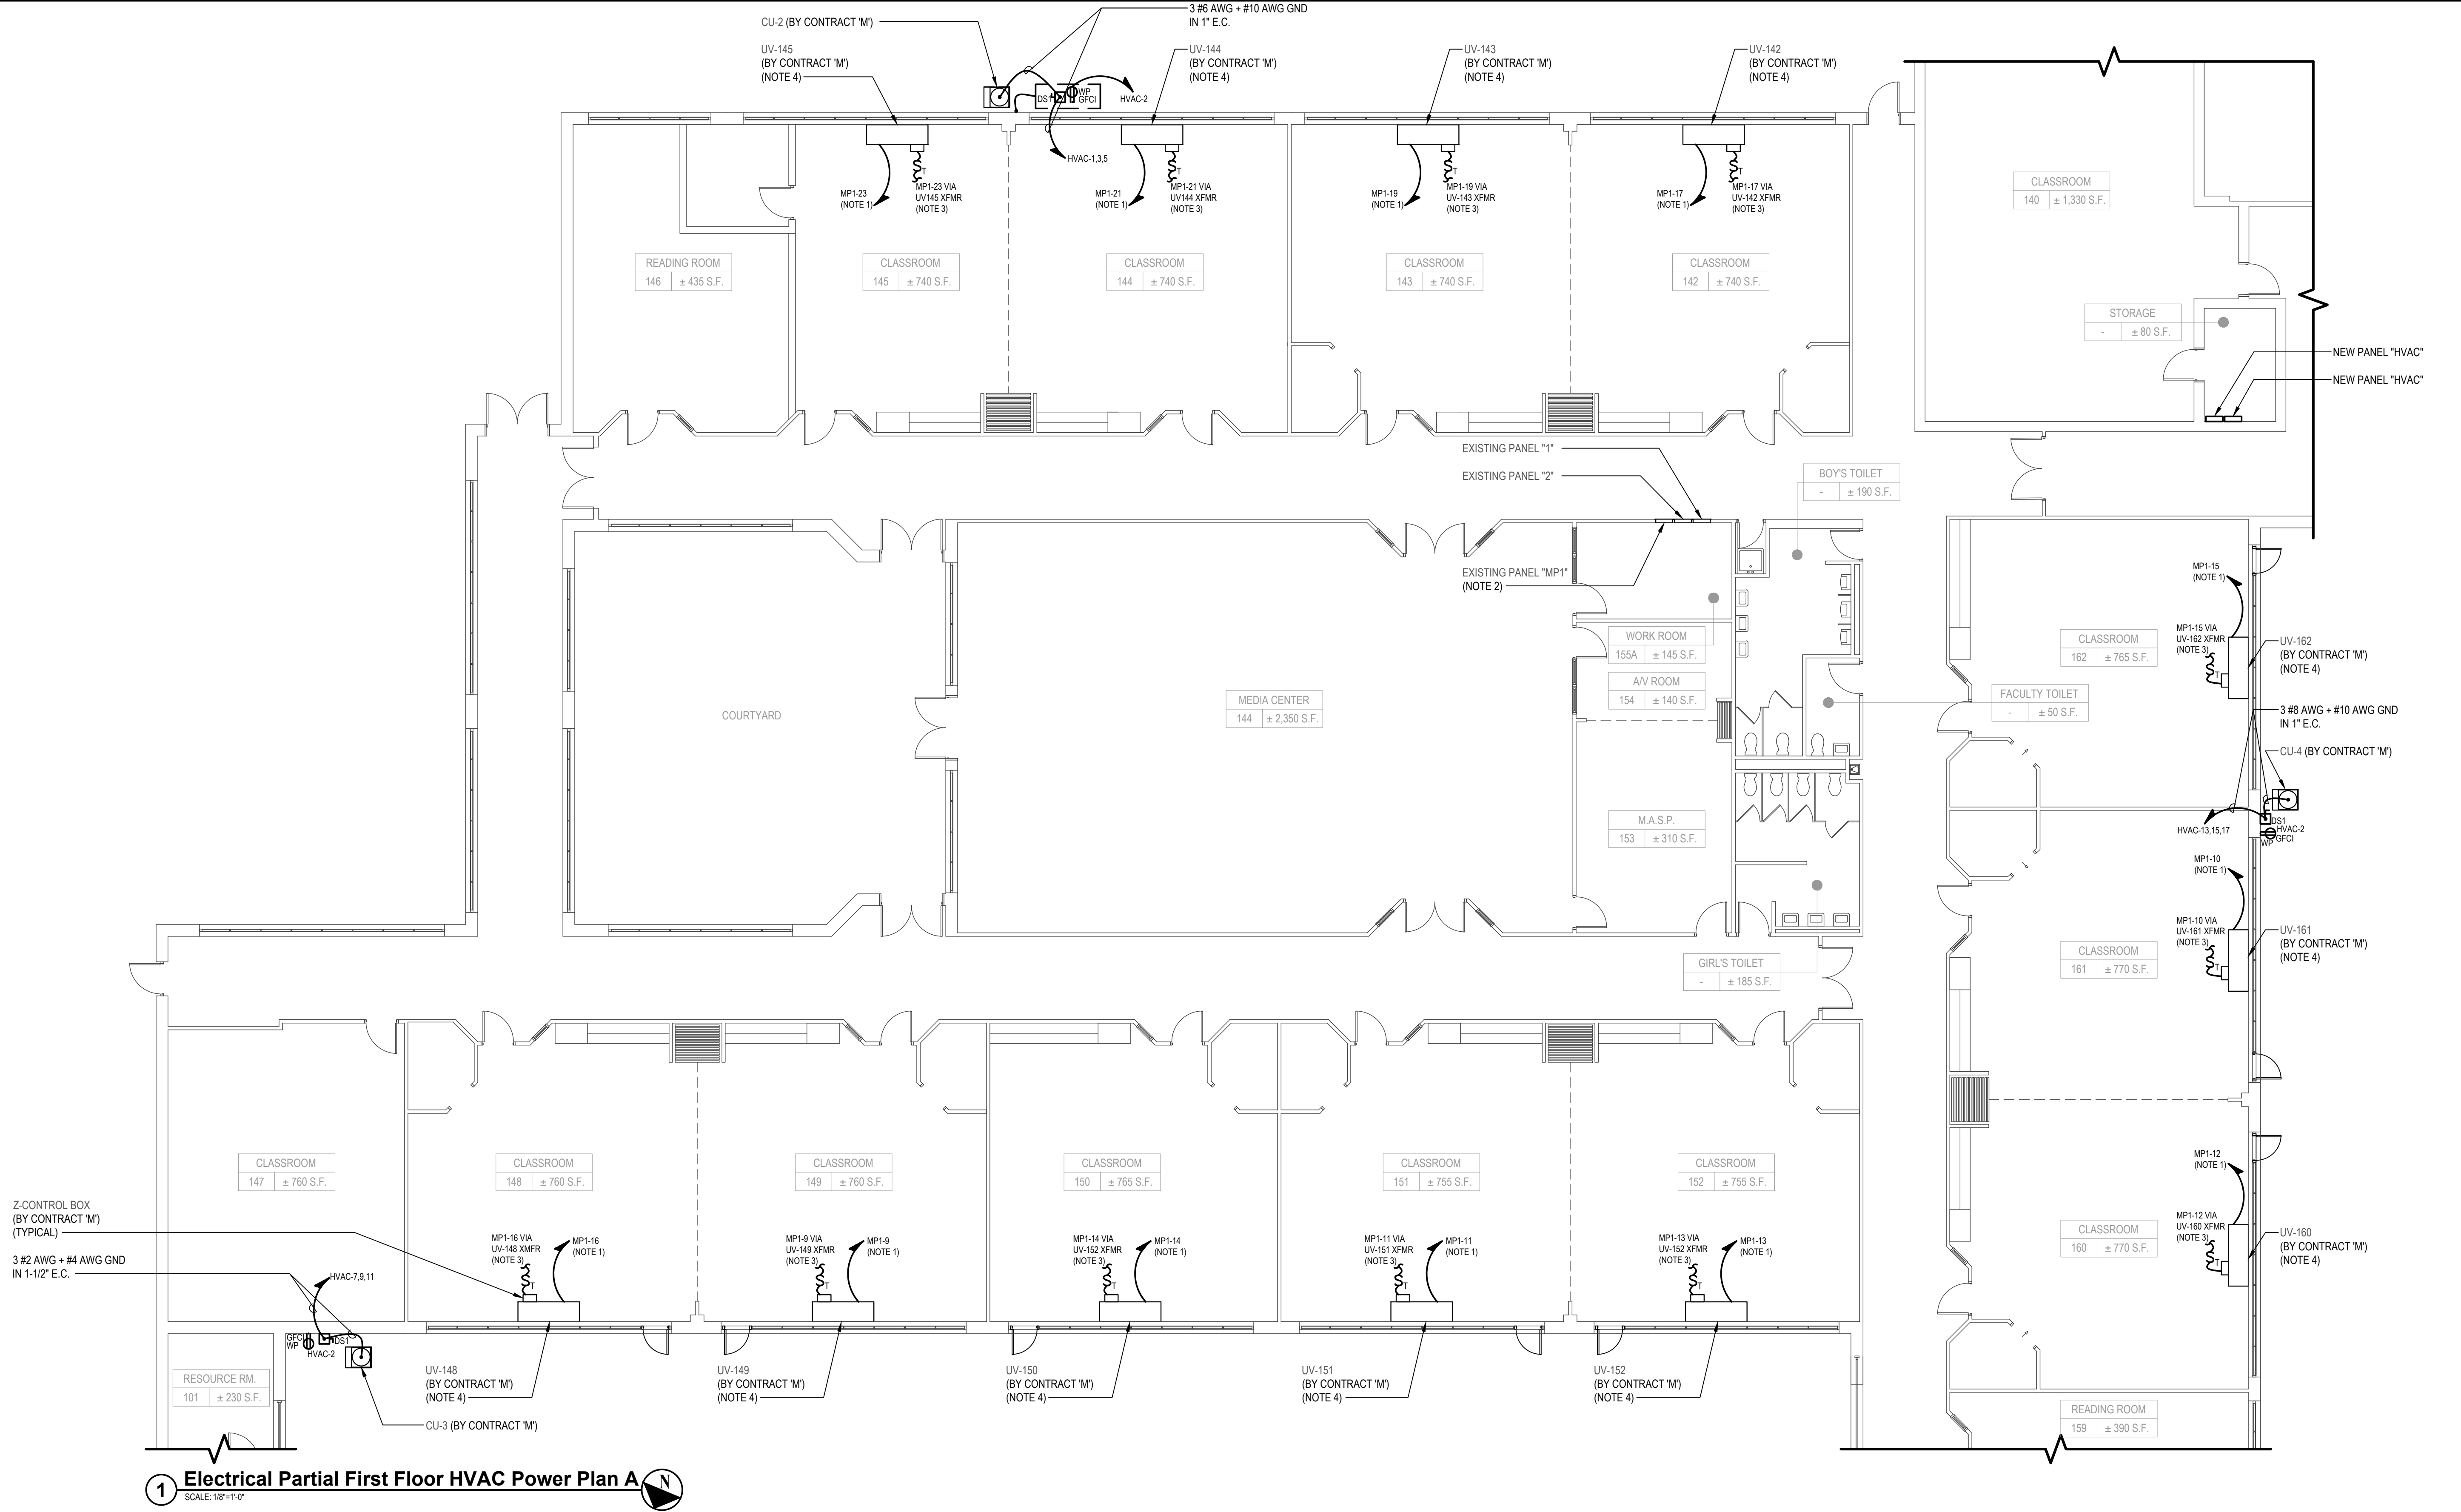 CU-2 (BY CONTRACT 'M')
3 #6 AWG + #10 AWG GND
IN 1" E.C.
UV-145
(BY CONTRACT 'M')
(NOTE 4)
UV-144
(BY CONTRACT 'M')
(NOTE 4)
UV-143
(BY CONTRACT 'M')
(NOTE 4)
UV-142
(BY CONTRACT 'M')
(NOTE 4)
DS1
WP
GFCI
HVAC-2
HVAC-1,3,5
MP1-23
(NOTE 1)
T
MP1-23 VIA
UV145 XFMR
(NOTE 3)
MP1-21
(NOTE 1)
T
MP1-21 VIA
UV144 XFMR
(NOTE 3)
MP1-19
(NOTE 1)
T
MP1-19 VIA
UV-143 XFMR
(NOTE 3)
MP1-17
(NOTE 1)
T
MP1-17 VIA
UV-142 XFMR
(NOTE 3)
CLASSROOM
140 ± 1,330 S.F.
READING ROOM
146 ± 435 S.F.
CLASSROOM
145 ± 740 S.F.
CLASSROOM
144 ± 740 S.F.
CLASSROOM
143 ± 740 S.F.
CLASSROOM
142 ± 740 S.F.
STORAGE
- ± 80 S.F.
NEW PANEL "HVAC"
NEW PANEL "HVAC"
EXISTING PANEL "1"
EXISTING PANEL "2"
BOY'S TOILET
- ± 190 S.F.
EXISTING PANEL "MP1"
(NOTE 2)
MP1-15
(NOTE 1)
MP1-15 VIA
UV-162 XFMR
(NOTE 3)
T
UV-162
(BY CONTRACT 'M')
(NOTE 4)
WORK ROOM
155A ± 145 S.F.
CLASSROOM
162 ± 765 S.F.
A/V ROOM
154 ± 140 S.F.
MEDIA CENTER
144 ± 2,350 S.F.
COURTYARD
FACULTY TOILET
- ± 50 S.F.
3 #8 AWG + #10 AWG GND
IN 1" E.C.
CU-4 (BY CONTRACT 'M')
M.A.S.P.
153 ± 310 S.F.
HVAC-13,15,17
DS1
HVAC-2
GFCI
WP
MP1-10
(NOTE 1)
MP1-10 VIA
UV-161 XFMR
(NOTE 3)
T
UV-161
(BY CONTRACT 'M')
(NOTE 4)
CLASSROOM
161 ± 770 S.F.
GIRL'S TOILET
- ± 185 S.F.
CLASSROOM
147 ± 760 S.F.
CLASSROOM
148 ± 760 S.F.
CLASSROOM
149 ± 760 S.F.
CLASSROOM
150 ± 765 S.F.
CLASSROOM
151 ± 755 S.F.
CLASSROOM
152 ± 755 S.F.
MP1-12
(NOTE 1)
MP1-12 VIA
UV-160 XFMR
(NOTE 3)
T
UV-160
(BY CONTRACT 'M')
(NOTE 4)
CLASSROOM
160 ± 770 S.F.
Z-CONTROL BOX
(BY CONTRACT 'M')
(TYPICAL)
3 #2 AWG + #4 AWG GND
IN 1-1/2" E.C.
HVAC-7,9,11
MP1-16 VIA
UV-148 XMFR
(NOTE 3)
T
MP1-16
(NOTE 1)
MP1-9 VIA
UV-149 XFMR
(NOTE 3)
T
MP1-9
(NOTE 1)
MP1-14 VIA
UV-152 XFMR
(NOTE 3)
T
MP1-14
(NOTE 1)
MP1-11 VIA
UV-151 XFMR
(NOTE 3)
T
MP1-11
(NOTE 1)
MP1-13 VIA
UV-152 XFMR
(NOTE 3)
T
MP1-13
(NOTE 1)
GFCI
WP
DS1
HVAC-2
RESOURCE RM.
101 ± 230 S.F.
UV-148
(BY CONTRACT 'M')
(NOTE 4)
UV-149
(BY CONTRACT 'M')
(NOTE 4)
UV-150
(BY CONTRACT 'M')
(NOTE 4)
UV-151
(BY CONTRACT 'M')
(NOTE 4)
UV-152
(BY CONTRACT 'M')
(NOTE 4)
CU-3 (BY CONTRACT 'M')
READING ROOM
159 ± 390 S.F.
1 Electrical Partial First Floor HVAC Power Plan A
SCALE: 1/8"=1'-0"
N